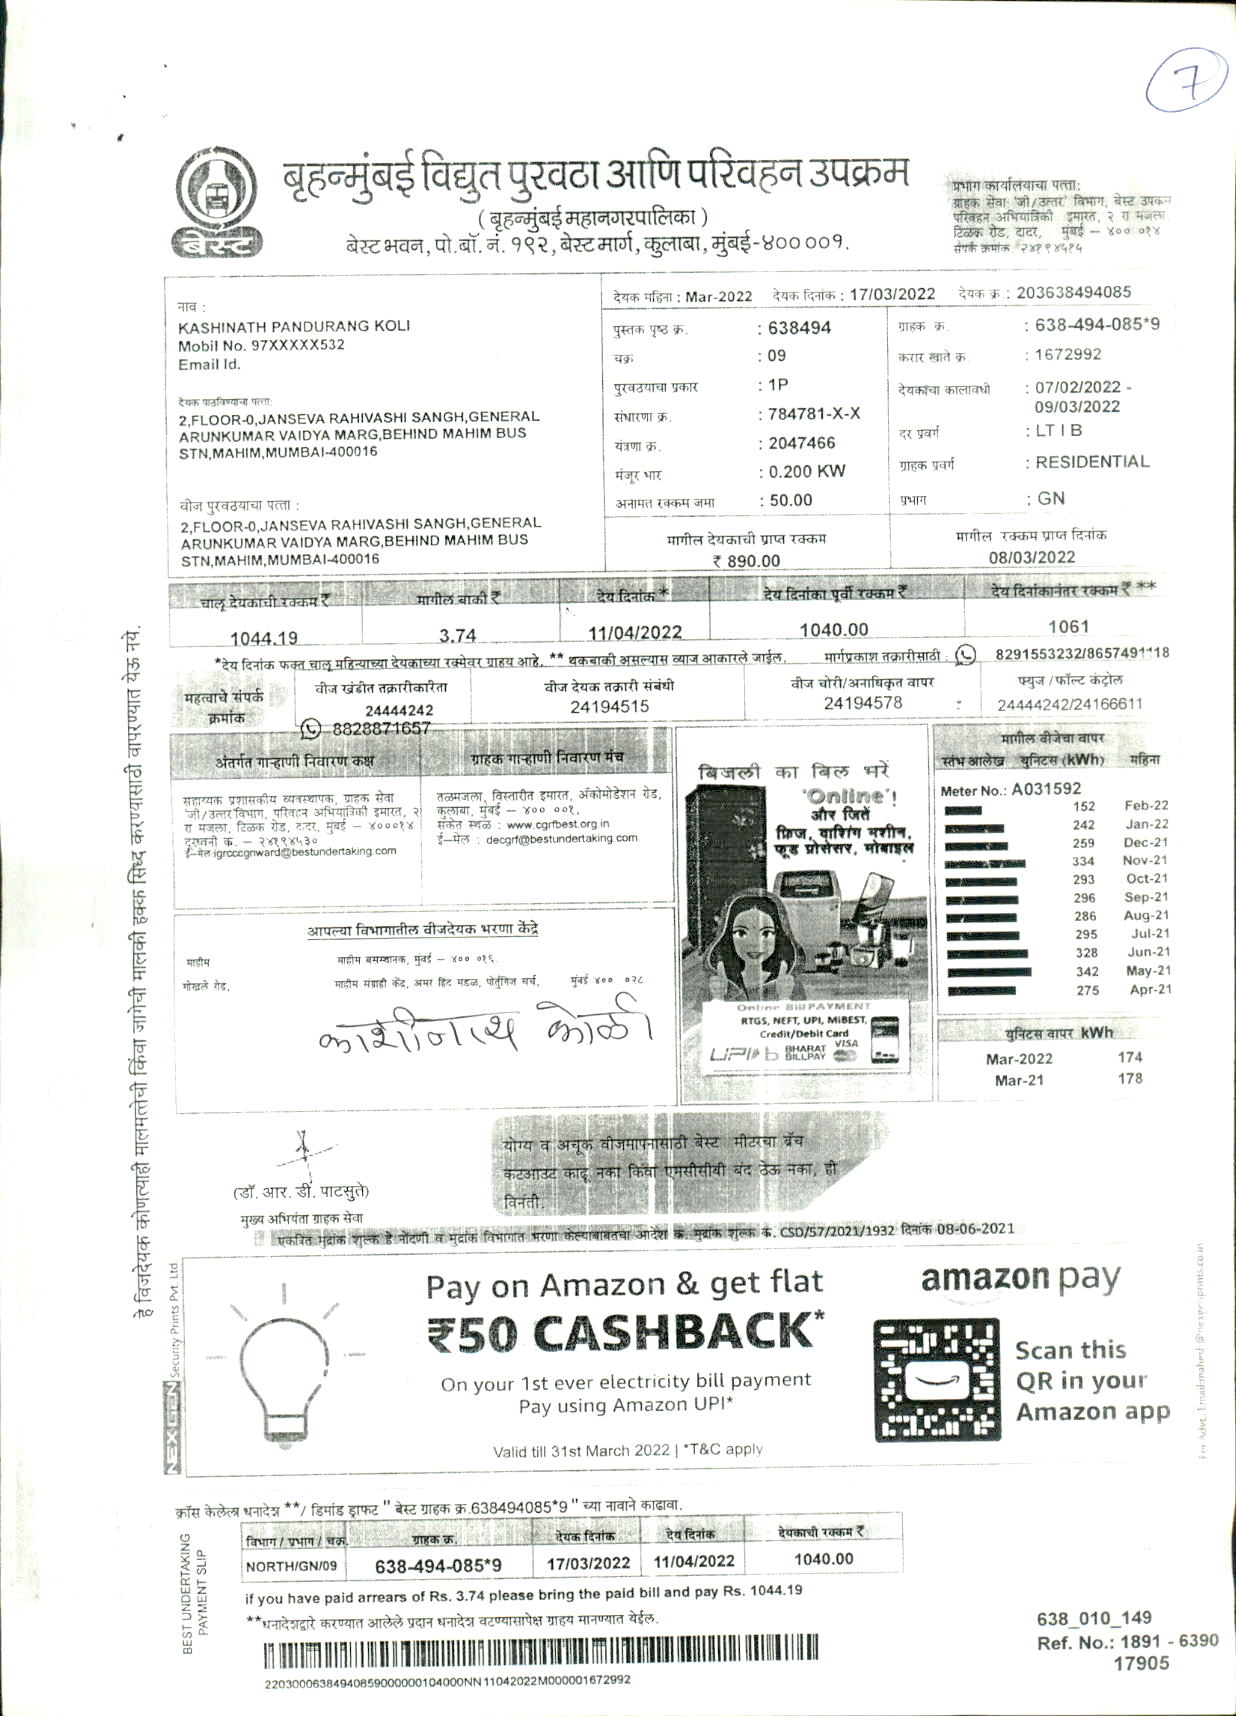 7
बृहन्मुंबई विद्युत पुरवठा आणि परिवहन उपक्रम
( बृहन्मुंबई महानगरपालिका )
बेस्ट भवन, पो.बॉ. नं. १९२, बेस्ट मार्ग, कुलाबा, मुंबई-४०० ००१.
बेस्ट
प्रभाग कार्यालयाचा पत्ता:
ग्राहक सेवा 'जी/उत्तर' विभाग, बेस्ट उपक्रम
परिवहन अभियांत्रिकी इमारत, २ रा मजला
टिळक रोड, दादर, मुंबई – ४०० ०१४
संपर्क क्रमांक २४१९४५१५
नाव :
KASHINATH PANDURANG KOLI
Mobil No. 97XXXXX532
Email Id.
देयक पाठविण्याचा पत्ता:
2,FLOOR-0,JANSEVA RAHIVASHI SANGH,GENERAL
ARUNKUMAR VAIDYA MARG,BEHIND MAHIM BUS
STN,MAHIM,MUMBAI-400016
वीज पुरवठयाचा पत्ता :
2,FLOOR-0,JANSEVA RAHIVASHI SANGH,GENERAL
ARUNKUMAR VAIDYA MARG,BEHIND MAHIM BUS
STN,MAHIM,MUMBAI-400016
देयक महिना : Mar-2022 देयक दिनांक : 17/03/2022 देयक क्र : 203638494085
पुस्तक पृष्ठ क्र. : 638494 ग्राहक क्र. : 638-494-085*9
चक्र : 09 करार खाते क्र. : 1672992
पुरवठयाचा प्रकार : 1P देयकाचा कालावधी : 07/02/2022 -
09/03/2022
संधारणा क्र. : 784781-X-X
दर प्रवर्ग : LT I B
यंत्रणा क्र. : 2047466
मंजूर भार : 0.200 KW ग्राहक प्रवर्ग : RESIDENTIAL
अनामत रक्कम जमा : 50.00 प्रभाग : GN
मागील देयकाची प्राप्त रक्कम मागील रक्कम प्राप्त दिनांक
₹ 890.00 08/03/2022
चालू देयकाची रक्कम ₹ मागील बाकी ₹ देय दिनांक * देय दिनांका पूर्वी रक्कम ₹ देय दिनांकानंतर रक्कम ₹ **
1044.19 3.74 11/04/2022 1040.00 1061
*देय दिनांक फक्त चालू महिन्याच्या देयकाच्या रकमेवर ग्राहय आहे. ** थकबाकी असल्यास व्याज आकारले जाईल. मार्गप्रकाश तक्रारीसाठी : 8291553232/8657491118
महत्वाचे संपर्क क्रमांक
वीज खंडीत तक्रारीकरिता वीज देयक तक्रारी संबंधी वीज चोरी/अनाधिकृत वापर फ्युज / फॉल्ट कंट्रोल
24444242 24194515 24194578 : 24444242/24166611
8828871657
अंतर्गत गाऱ्हाणी निवारण कक्ष
सहाय्यक प्रशासकीय व्यवस्थापक, ग्राहक सेवा
'जी/उत्तर'विभाग, परिवहन अभियांत्रिकी इमारत, २
रा मजला, टिळक रोड, दादर, मुंबई – ४०००१४
दूरध्वनी क्र. – २४१९४५३०
ई-मेल:igrcccgnward@bestundertaking.com
ग्राहक गाऱ्हाणी निवारण मंच
तळमजला, विस्तारीत इमारत, अँकोमोडेशन रोड,
कुलाबा, मुंबई – ४०० ००१,
संकेत स्थळ : www.cgrfbest.org.in
ई–मेल : decgrf@bestundertaking.com
आपल्या विभागातील वीजदेयक भरणा केंद्रे
माहीम माहीम बसस्थानक, मुंबई – ४०० ०१६.
गोखले रोड, माहीम संग्राही केंद्र, अमर हिंद मंडळ, पोर्तुगिज चर्च, मुंबई ४०० ०२८
काशीनाथ कोळी
बिजली का बिल भरें
'Online'!
और जितें
फ्रिज, वाशिंग मशीन,
फूड प्रोसेसर, मोबाइल
Online Bill PAYMENT
RTGS, NEFT, UPI, MiBEST,
Credit/Debit Card
UPI BHARAT BILLPAY VISA
मागील वीजेचा वापर
स्तंभ आलेख युनिटस (kWh) महिना
Meter No.: A031592
152 Feb-22
242 Jan-22
259 Dec-21
334 Nov-21
293 Oct-21
296 Sep-21
286 Aug-21
295 Jul-21
328 Jun-21
342 May-21
275 Apr-21
युनिटस वापर kWh
Mar-2022 174
Mar-21 178
(डॉ. आर. डी. पाटसुते)
मुख्य अभियंता ग्राहक सेवा
योग्य व अचूक वीजमापनासाठी बेस्ट मीटरचा ब्रॅच
कटआउट काढू नका किंवा एमसीसीबी बंद ठेऊ नका, ही
विनंती.
एकत्रित मुद्रांक शुल्क हे नोंदणी व मुद्रांक विभागात भरणा केल्याबाबतचा आदेश क्र. मुद्रांक शुल्क क्र. CSD/57/2021/1932 दिनांक 08-06-2021
हे विजदेयक कोणत्याही मालमत्तेची किंवा जागेची मालकी हक्क सिध्द करण्यासाठी वापरण्यात येऊ नये.
NEXGEN Security Prints Pvt. Ltd
Pay on Amazon & get flat
₹50 CASHBACK*
On your 1st ever electricity bill payment
Pay using Amazon UPI*
Valid till 31st March 2022 | *T&C apply
amazon pay
Scan this
QR in your
Amazon app
क्रॉस केलेला धनादेश **/ डिमांड ड्राफट " बेस्ट ग्राहक क्र.638494085*9 " च्या नावाने काढावा.
BEST UNDERTAKING
PAYMENT SLIP
विभाग / प्रभाग / चक्र. ग्राहक क्र. देयक दिनांक देय दिनांक देयकाची रक्कम ₹
NORTH/GN/09 638-494-085*9 17/03/2022 11/04/2022 1040.00
if you have paid arrears of Rs. 3.74 please bring the paid bill and pay Rs. 1044.19
**धनादेशद्वारे करण्यात आलेले प्रदान धनादेश वटण्यासापेक्ष ग्राहय मानण्यात येईल.
2203000638494085900000010400​0NN11042022M000001672992
638_010_149
Ref. No.: 1891 - 6390
17905